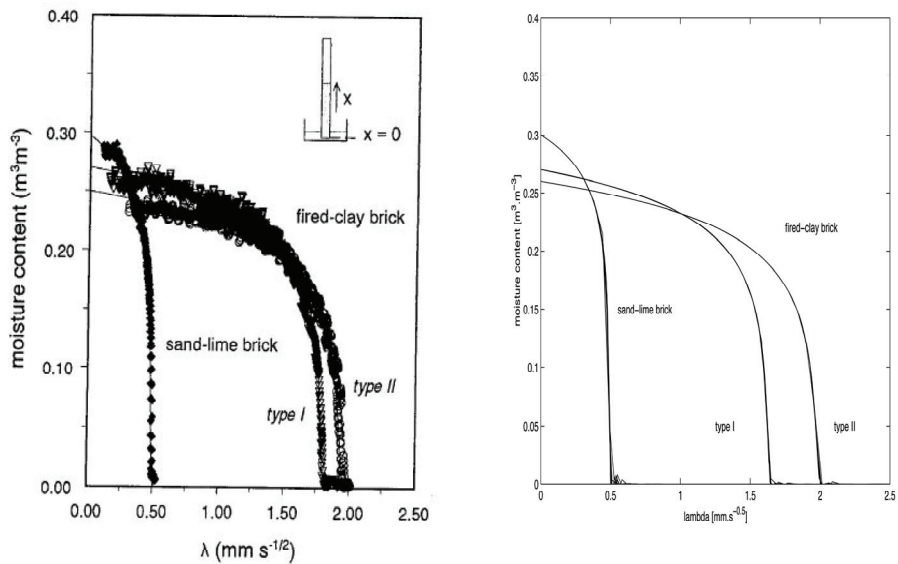 0.40
0.30
0.20
0.10
0.00
moisture content (m³m⁻³)
x
x = 0
fired-clay brick
sand-lime brick
type I
type II
0.00 0.50 1.00 1.50 2.00 2.50
λ (mm s⁻¹/²)
0.4
0.35
0.3
0.25
0.2
0.15
0.1
0.05
0
moisture content [m³.m⁻³]
fired-clay brick
sand-lime brick
type I
type II
0 0.5 1 1.5 2 2.5
lambda [mm.s⁻⁰·⁵]